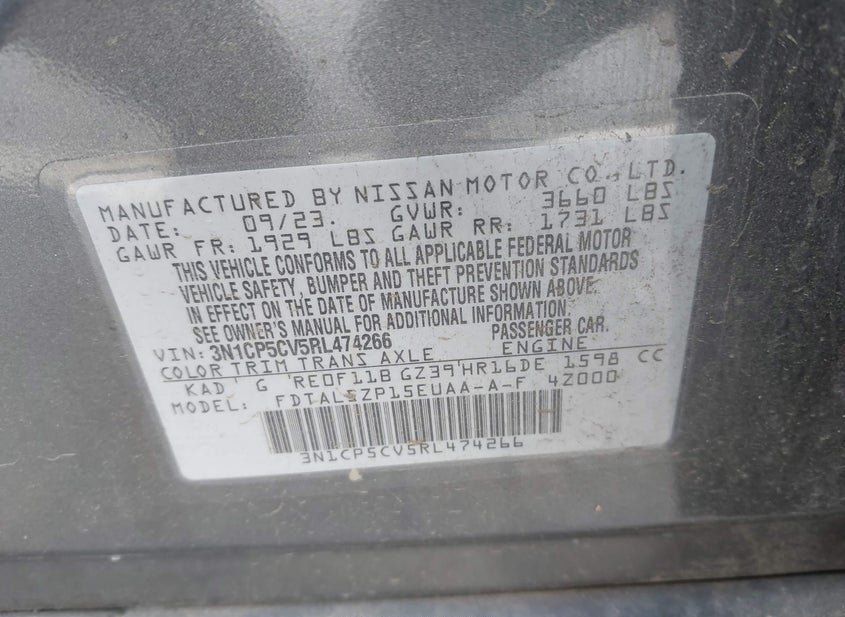 MANUFACTURED BY NISSAN MOTOR CO., LTD.
DATE: 09/23. GVWR: 3660 LBS
GAWR FR: 1929 LBS GAWR RR: 1731 LBS
THIS VEHICLE CONFORMS TO ALL APPLICABLE FEDERAL MOTOR
VEHICLE SAFETY, BUMPER AND THEFT PREVENTION STANDARDS
IN EFFECT ON THE DATE OF MANUFACTURE SHOWN ABOVE.
SEE OWNER'S MANUAL FOR ADDITIONAL INFORMATION.
VIN: 3N1CP5CV5RL474266 PASSENGER CAR.
COLOR TRIM TRANS AXLE ENGINE
KAD G RE0F11B GZ39 HR16DE 1598 CC
MODEL: FDTALSZP15EUAA-A-F 4Z000
3N1CP5CV5RL474266